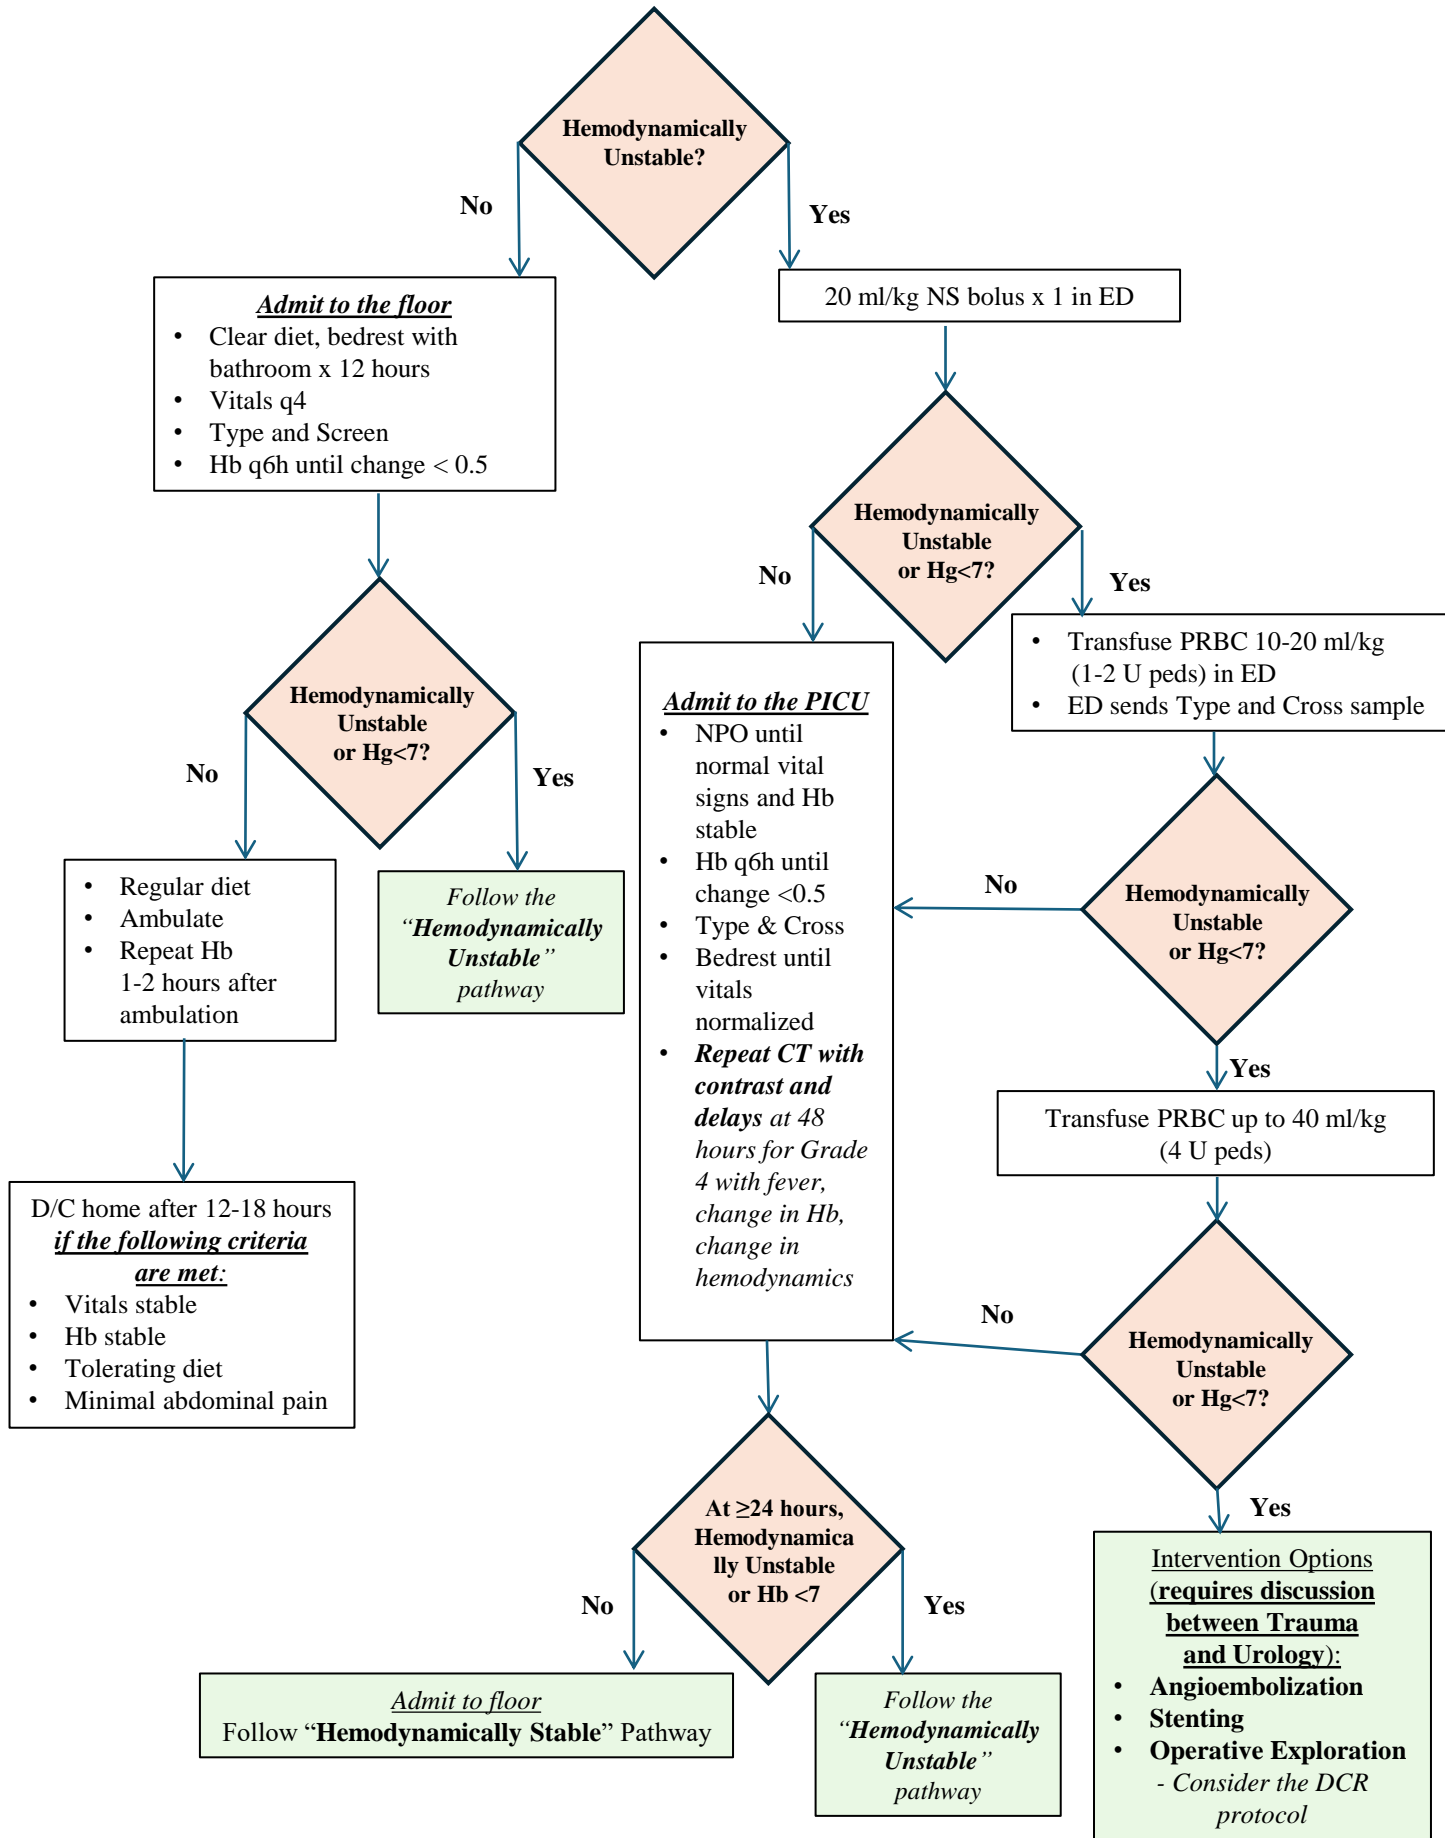 Hemodynamically
Unstable?
No
Yes
Admit to the floor
• Clear diet, bedrest with
bathroom x 12 hours
• Vitals q4
• Type and Screen
• Hb q6h until change < 0.5
20 ml/kg NS bolus x 1 in ED
Hemodynamically
Unstable
or Hg<7?
No
Yes
Hemodynamically
Unstable
or Hg<7?
No
Yes
• Transfuse PRBC 10-20 ml/kg
(1-2 U peds) in ED
• ED sends Type and Cross sample
Admit to the PICU
• NPO until
normal vital
signs and Hb
stable
• Hb q6h until
change <0.5
• Type & Cross
• Bedrest until
vitals
normalized
• Repeat CT with
contrast and
delays at 48
hours for Grade
4 with fever,
change in Hb,
change in
hemodynamics
• Regular diet
• Ambulate
• Repeat Hb
1-2 hours after
ambulation
Follow the
“Hemodynamically
Unstable”
pathway
No
Hemodynamically
Unstable
or Hg<7?
Yes
Transfuse PRBC up to 40 ml/kg
(4 U peds)
D/C home after 12-18 hours
if the following criteria
are met:
• Vitals stable
• Hb stable
• Tolerating diet
• Minimal abdominal pain
No
Hemodynamically
Unstable
or Hg<7?
Yes
At ≥24 hours,
Hemodynamica
lly Unstable
or Hb <7
No
Yes
Admit to floor
Follow “Hemodynamically Stable” Pathway
Follow the
“Hemodynamically
Unstable”
pathway
Intervention Options
(requires discussion
between Trauma
and Urology):
• Angioembolization
• Stenting
• Operative Exploration
- Consider the DCR
protocol